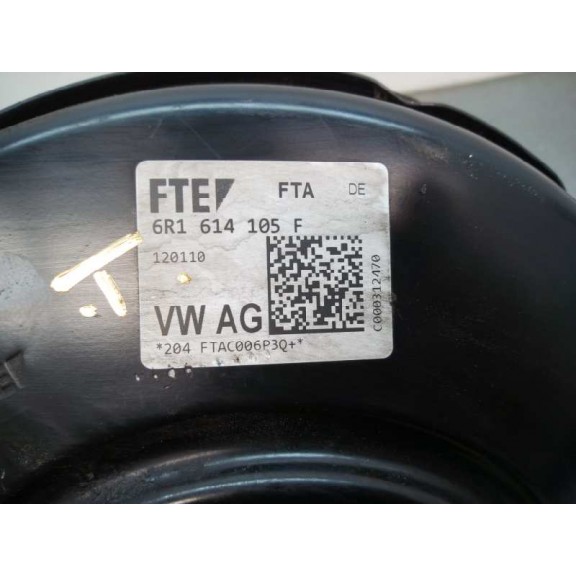 FTE FTA DE
6R1 614 105 F
120110
VW AG
*204 FTAC006P3Q+*
C000312470
T.